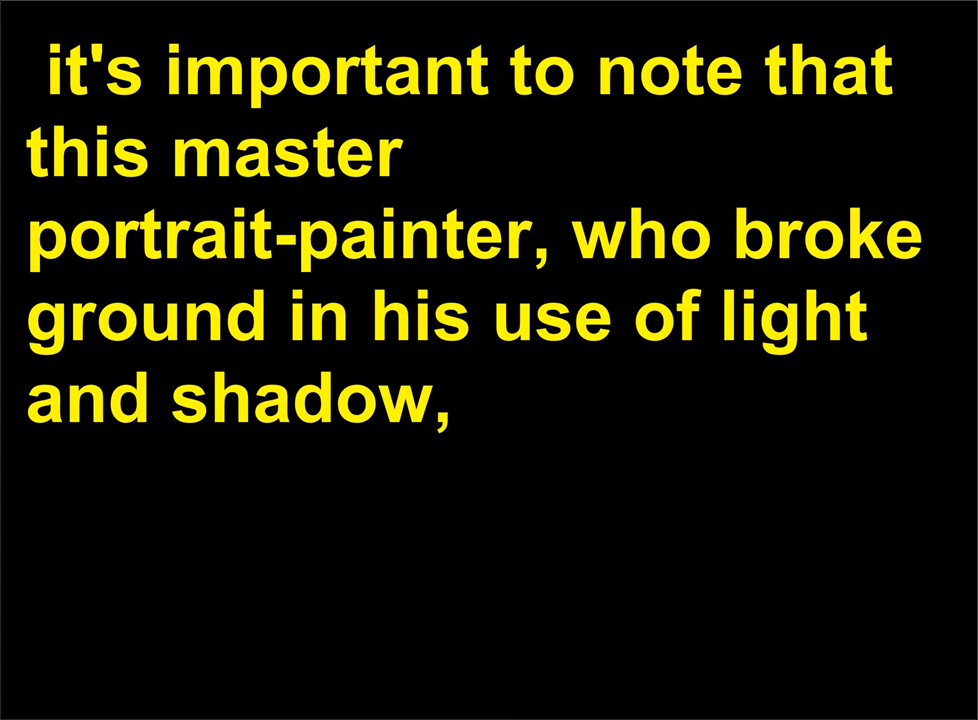 it's important to note that
this master
portrait-painter, who broke
ground in his use of light
and shadow,